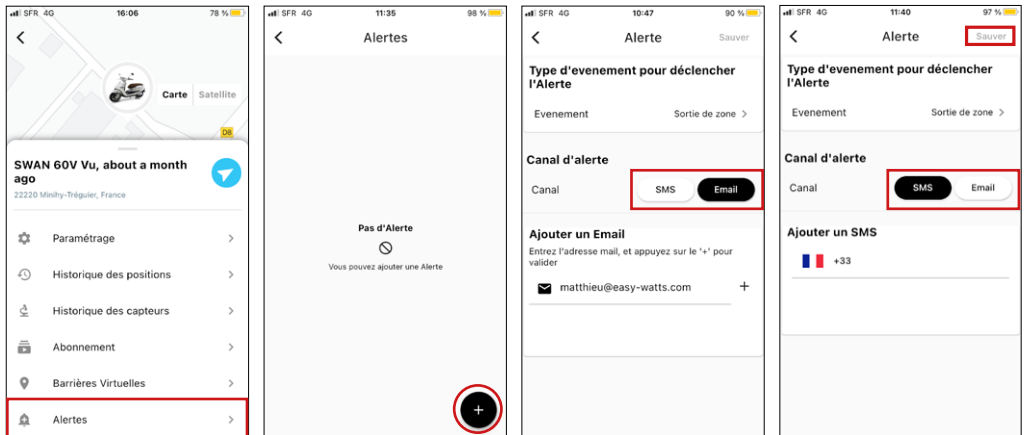 SFR 4G 16:06 78 %
Carte Satellite
D8
SWAN 60V Vu, about a month
ago
22220 Minihy-Tréguier, France
Paramétrage
Historique des positions
Historique des capteurs
Abonnement
Barrières Virtuelles
Alertes
SFR 4G 11:35 98 %
Alertes
Pas d'Alerte
Vous pouvez ajouter une Alerte
+
SFR 4G 10:47 90 %
Alerte Sauver
Type d'evenement pour déclencher
l'Alerte
Evenement Sortie de zone >
Canal d'alerte
Canal SMS Email
Ajouter un Email
Entrez l'adresse mail, et appuyez sur le '+' pour
valider
matthieu@easy-watts.com +
SFR 4G 11:40 97 %
Alerte Sauver
Type d'evenement pour déclencher
l'Alerte
Evenement Sortie de zone >
Canal d'alerte
Canal SMS Email
Ajouter un SMS
+33